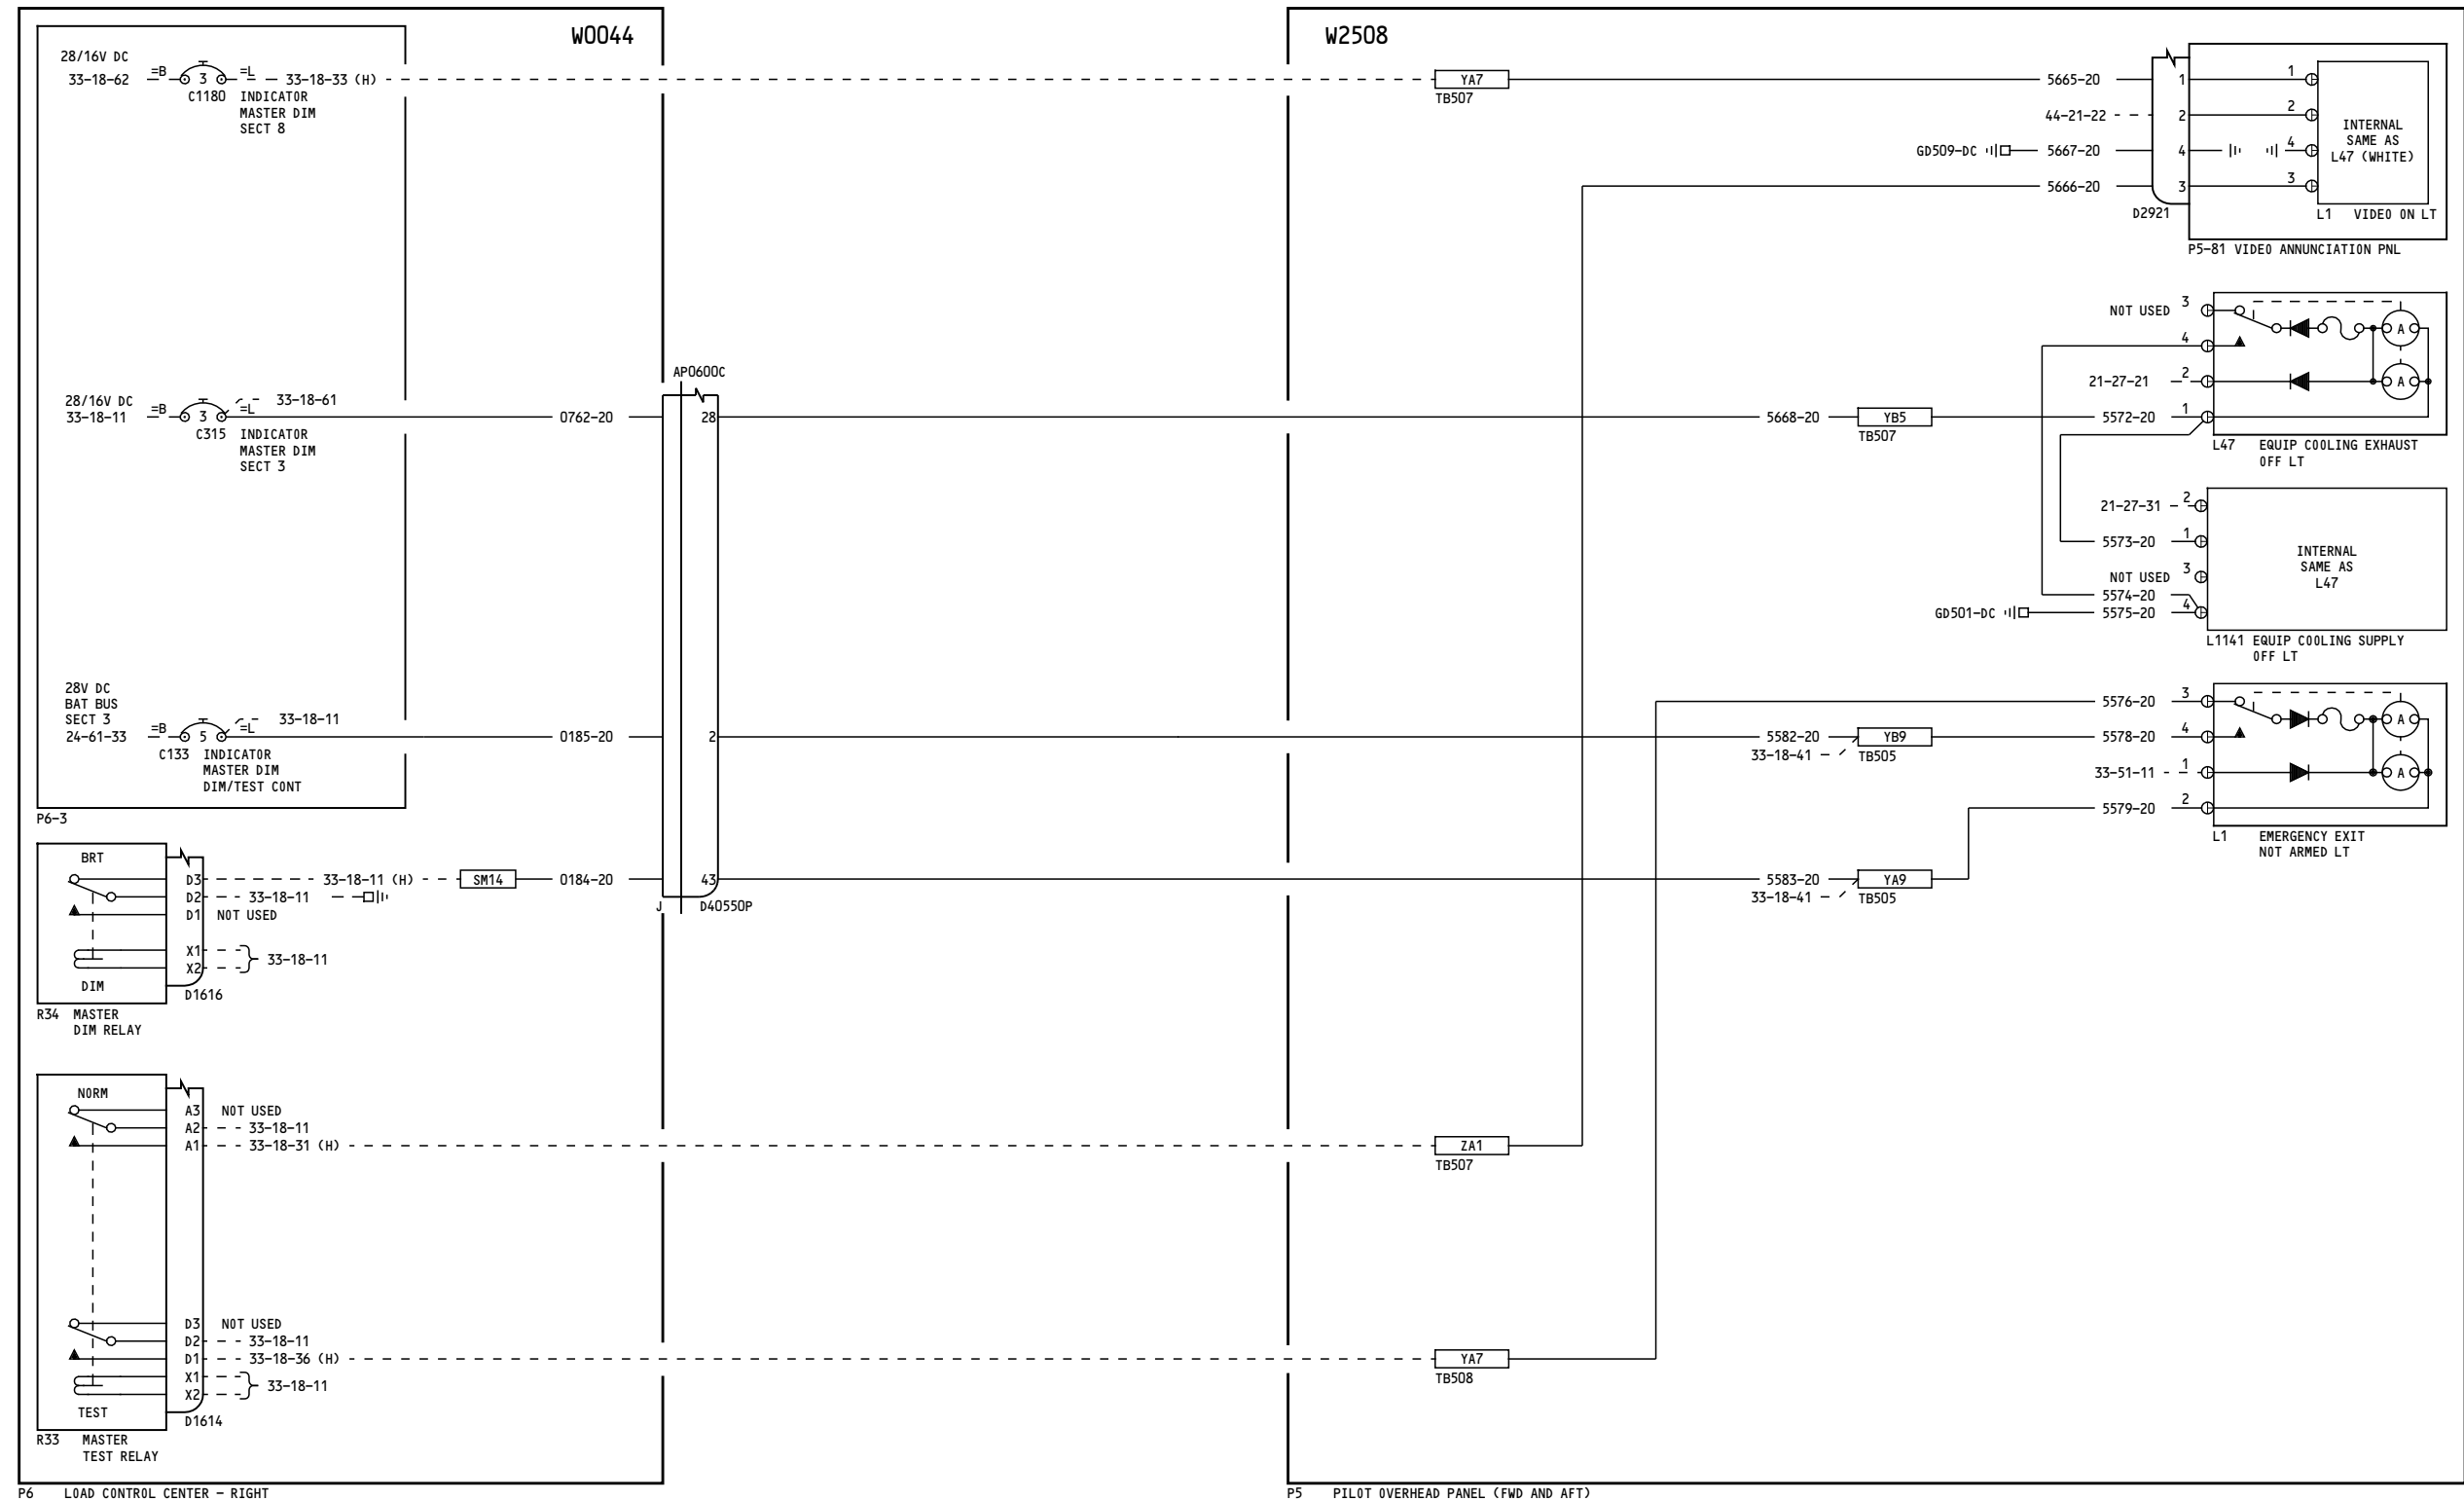 W0044
28/16V DC
33-18-62 =B 3 =L 33-18-33 (H)
C1180 INDICATOR
MASTER DIM
SECT 8
28/16V DC
33-18-11 =B 3 =L 33-18-61
0762-20
C315 INDICATOR
MASTER DIM
SECT 3
28V DC
BAT BUS
SECT 3
24-61-33 =B 5 =L 33-18-11
0185-20
C133 INDICATOR
MASTER DIM
DIM/TEST CONT
P6-3
BRT
D3 33-18-11 (H) SM14 0184-20
D2 33-18-11
D1 NOT USED
X1
X2 33-18-11
DIM
D1616
R34 MASTER
DIM RELAY
NORM
A3 NOT USED
A2 33-18-11
A1 33-18-31 (H)
D3 NOT USED
D2 33-18-11
D1 33-18-36 (H)
X1
X2 33-18-11
TEST
D1614
R33 MASTER
TEST RELAY
P6 LOAD CONTROL CENTER - RIGHT
AP0600C
28
2
43
J D40550P
W2508
YA7
TB507
5665-20 1 1
44-21-22 2 2
GD509-DC 5667-20 4 4
5666-20 3 3
INTERNAL
SAME AS
L47 (WHITE)
D2921
L1 VIDEO ON LT
P5-81 VIDEO ANNUNCIATION PNL
NOT USED 3
4
21-27-21 2
5668-20 YB5 5572-20 1
TB507
A
A
L47 EQUIP COOLING EXHAUST
OFF LT
21-27-31 2
5573-20 1
NOT USED 3
5574-20
GD501-DC 5575-20 4
INTERNAL
SAME AS
L47
L1141 EQUIP COOLING SUPPLY
OFF LT
5576-20 3
5582-20 YB9 5578-20 4
33-18-41 TB505
33-51-11 1
5579-20 2
A
A
L1 EMERGENCY EXIT
NOT ARMED LT
5583-20 YA9
33-18-41 TB505
ZA1
TB507
YA7
TB508
P5 PILOT OVERHEAD PANEL (FWD AND AFT)